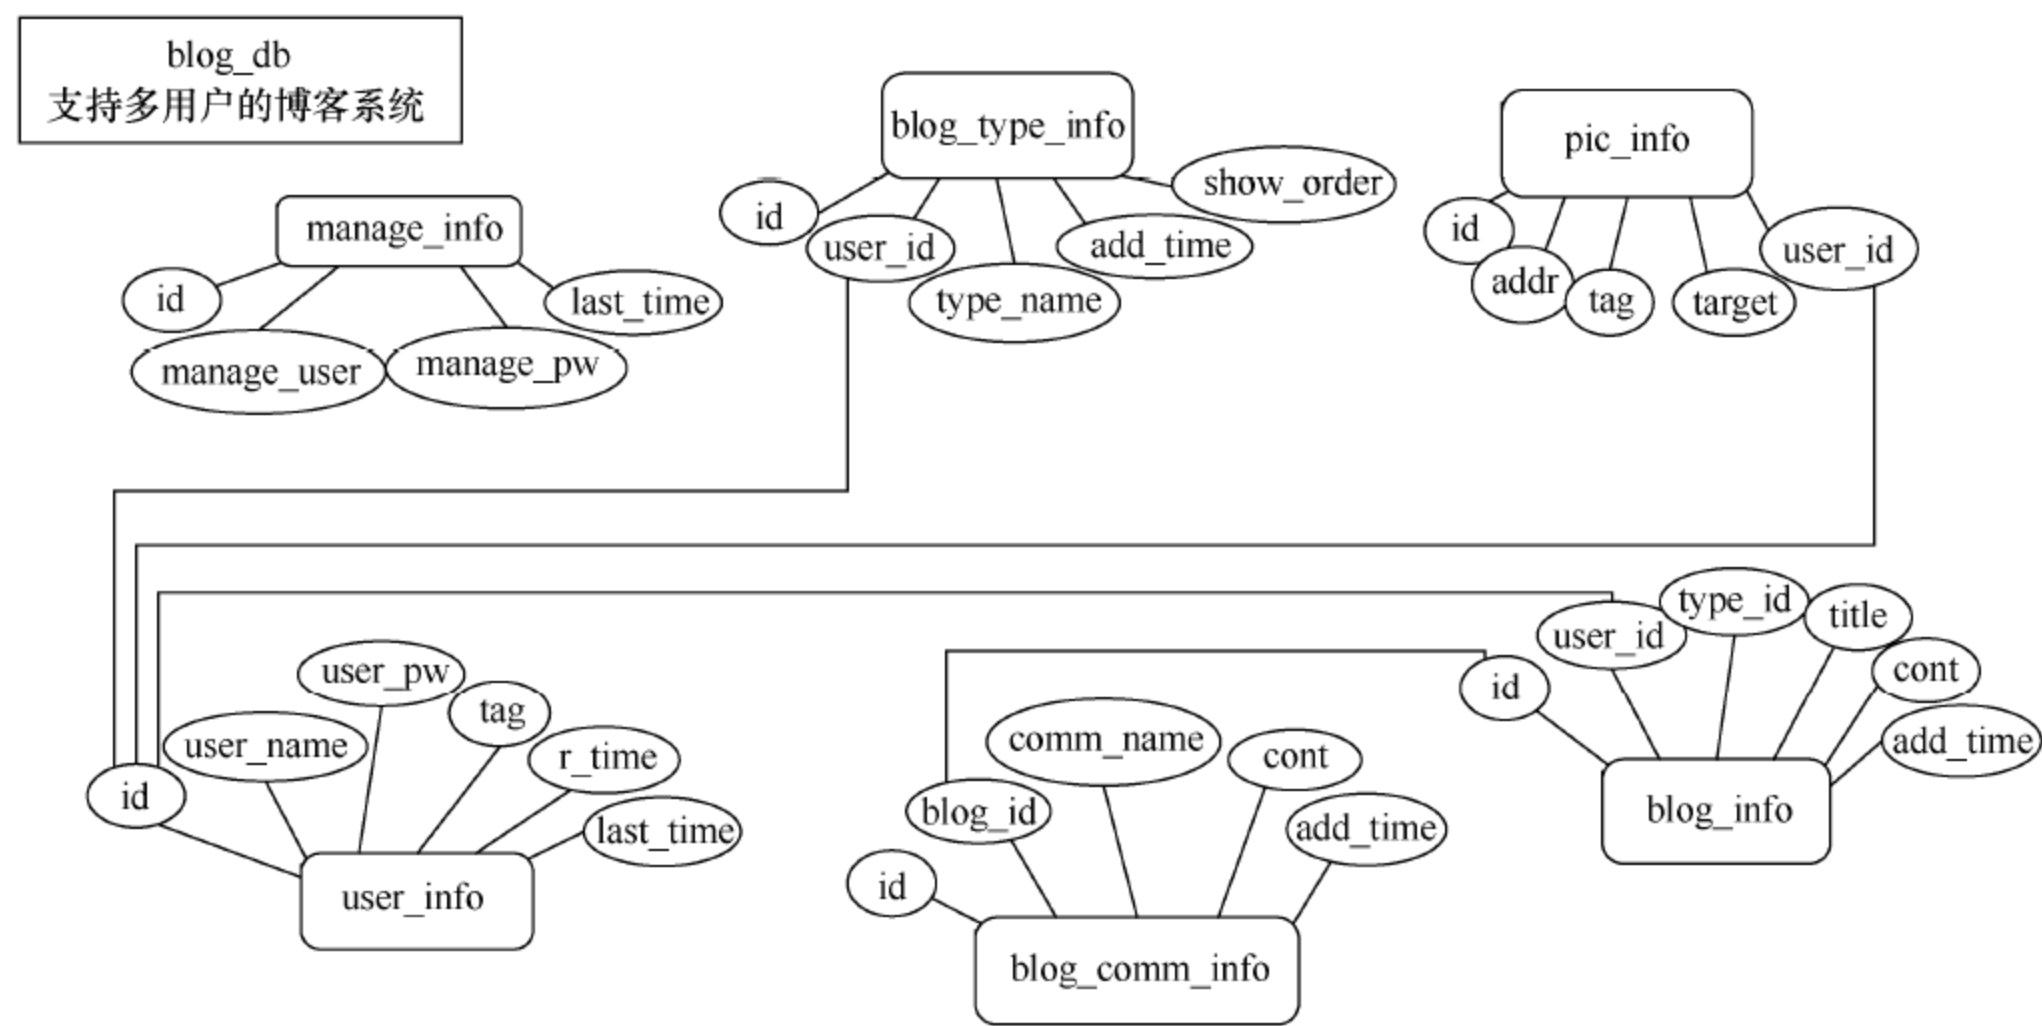 blog_db
支持多用户的博客系统
manage_info
id
manage_user
manage_pw
last_time
blog_type_info
id
user_id
type_name
add_time
show_order
pic_info
id
addr
tag
target
user_id
user_info
id
user_name
user_pw
tag
r_time
last_time
blog_comm_info
id
blog_id
comm_name
cont
add_time
blog_info
id
user_id
type_id
title
cont
add_time